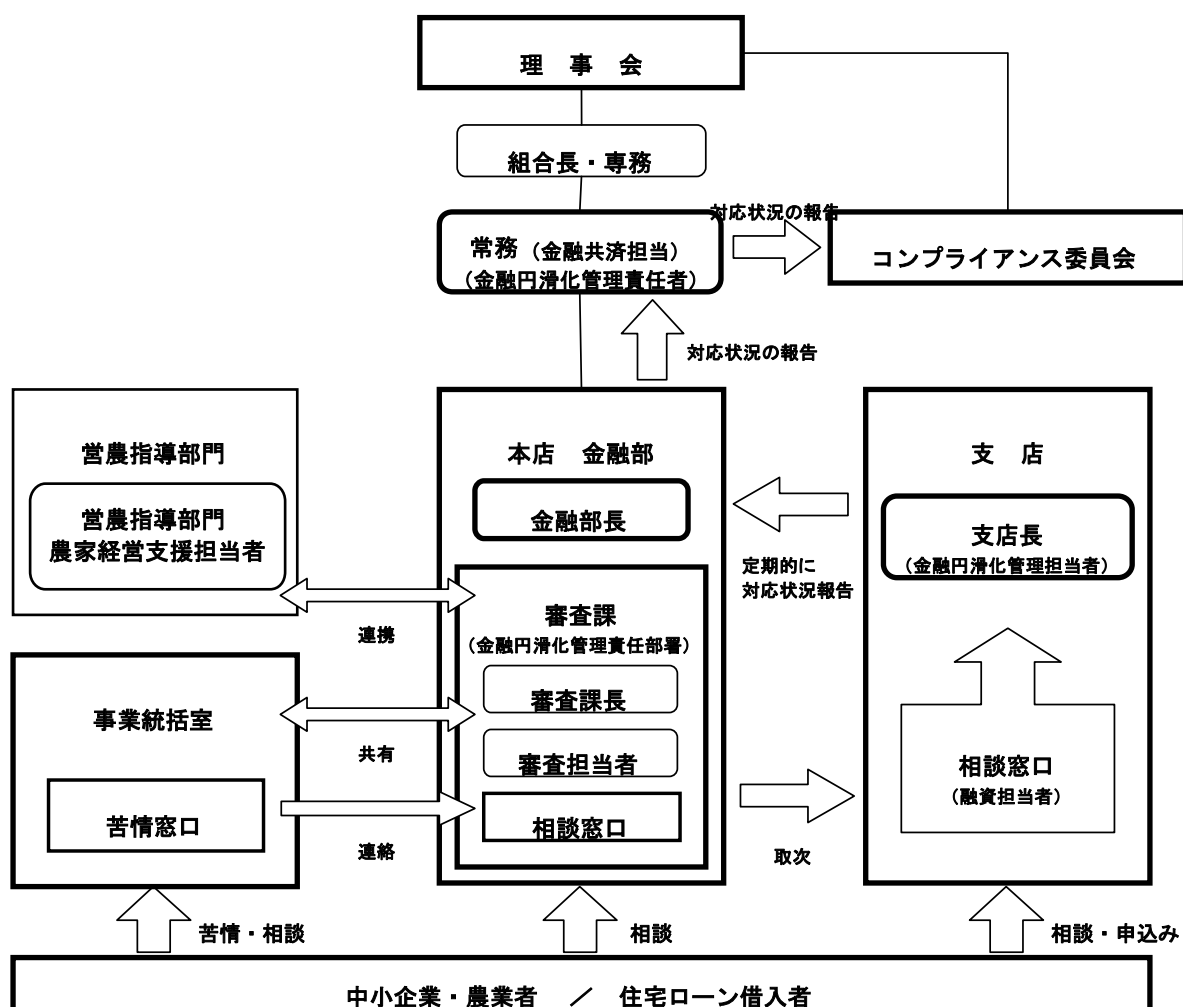 理　事　会
組合長・専務
対応状況の報告
常務（金融共済担当）
（金融円滑化管理責任者）
コンプライアンス委員会
対応状況の報告
営農指導部門
営農指導部門
農家経営支援担当者
本店　金融部
金融部長
支　店
支店長
（金融円滑化管理担当者）
定期的に
対応状況報告
連携
審査課
（金融円滑化管理責任部署）
審査課長
審査担当者
相談窓口
事業統括室
共有
苦情窓口
連絡
相談窓口
（融資担当者）
取次
苦情・相談
相談
相談・申込み
中小企業・農業者　／　住宅ローン借入者